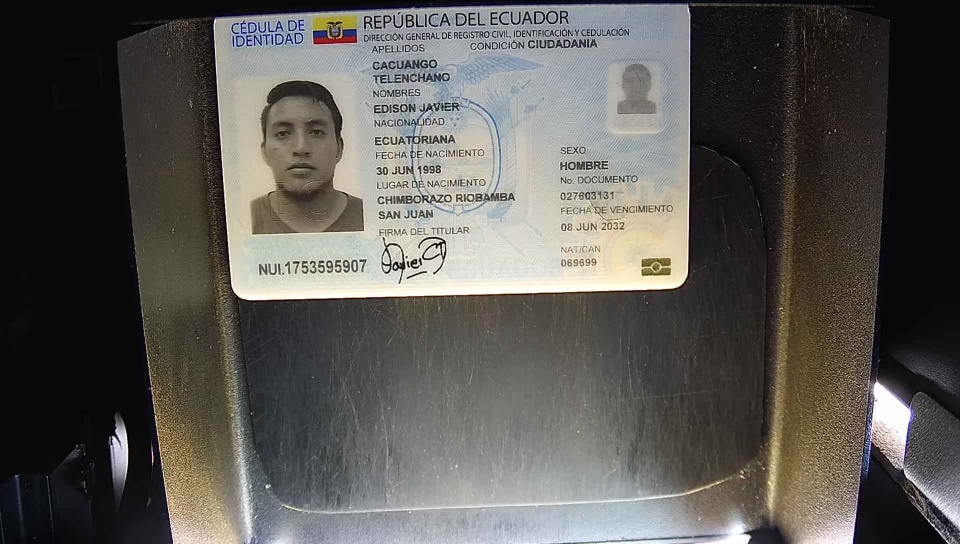 CÉDULA DE IDENTIDAD
REPÚBLICA DEL ECUADOR
DIRECCIÓN GENERAL DE REGISTRO CIVIL, IDENTIFICACIÓN Y CEDULACIÓN
APELLIDOS
CONDICIÓN CIUDADANIA
CACUANGO
TELENCHANO
NOMBRES
EDISON JAVIER
NACIONALIDAD
ECUATORIANA
FECHA DE NACIMIENTO
30 JUN 1998
LUGAR DE NACIMIENTO
CHIMBORAZO RIOBAMBA
SAN JUAN
FIRMA DEL TITULAR
Javier
SEXO
HOMBRE
No. DOCUMENTO
027603131
FECHA DE VENCIMIENTO
08 JUN 2032
NAT/CAN
069699
NUI.1753595907